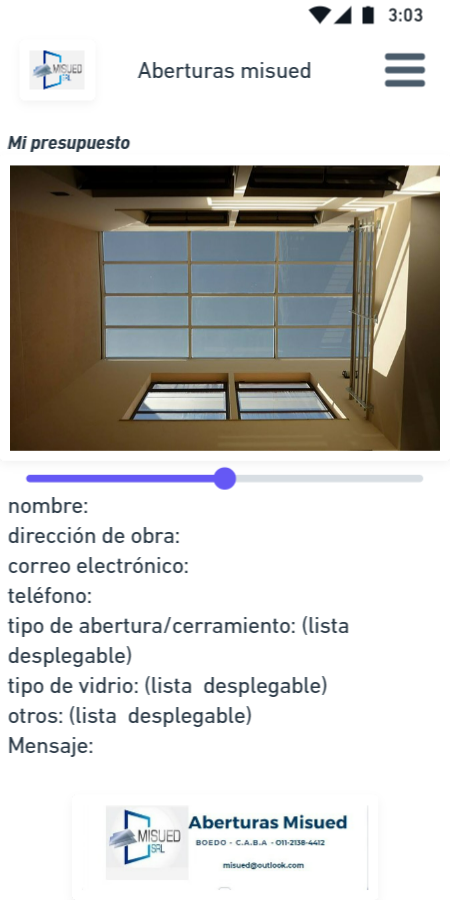 3:03
MISUED
SRL
Aberturas misued
Mi presupuesto
nombre:
dirección de obra:
correo electrónico:
teléfono:
tipo de abertura/cerramiento: (lista
desplegable)
tipo de vidrio: (lista desplegable)
otros: (lista desplegable)
Mensaje:
MISUED
SRL
Aberturas Misued
BOEDO - C.A.B.A - 011-2138-4412
misued@outlook.com